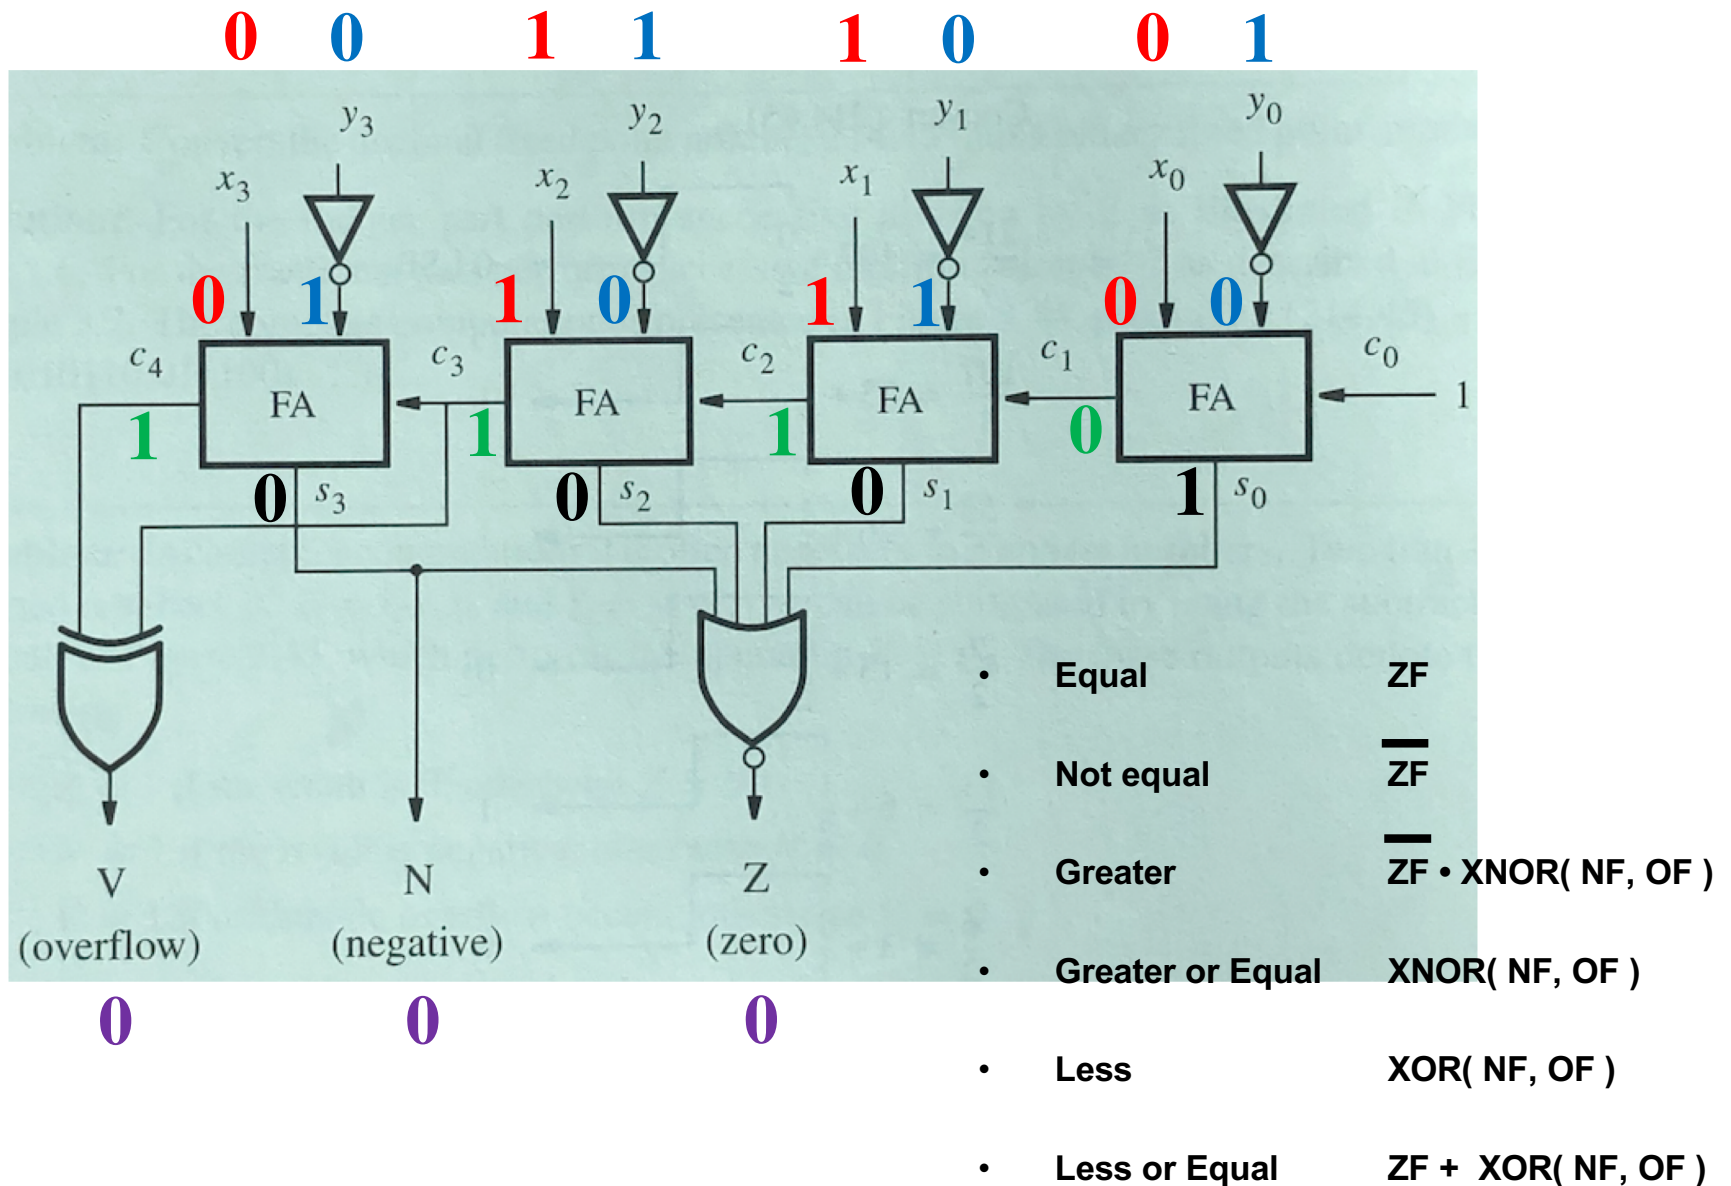 0 0 1 1 1 0 0 1
y3 y2 y1 y0
x3 x2 x1 x0
0 1 1 0 1 1 0 0
c4 c3 c2 c1 c0
FA FA FA FA 1
1 1 1 0
0 s3 0 s2 0 s1 1 s0
• Equal ZF
• Not equal Z̅F̅
V N Z
(overflow) (negative) (zero)
• Greater Z̅F̅ • XNOR( NF, OF )
• Greater or Equal XNOR( NF, OF )
0 0 0
• Less XOR( NF, OF )
• Less or Equal ZF + XOR( NF, OF )